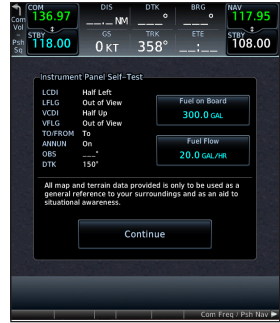 COM DIS DTK BRG NAV
136.97 __._ NM ___° ___° 117.95
Com
Vol
Psh
Sq
STBY GS TRK ETE STBY
118.00 0 KT 358° __:__ 108.00
Instrument Panel Self-Test
LCDI Half Left
LFLG Out of View
VCDI Half Up
VFLG Out of View
TO/FROM To
ANNUN On
OBS ___°
DTK 150°
Fuel on Board
300.0 GAL
Fuel Flow
20.0 GAL/HR
All map and terrain data provided is only to be used as a
general reference to your surroundings and as an aid to
situational awareness.
Continue
Com Freq / Psh Nav